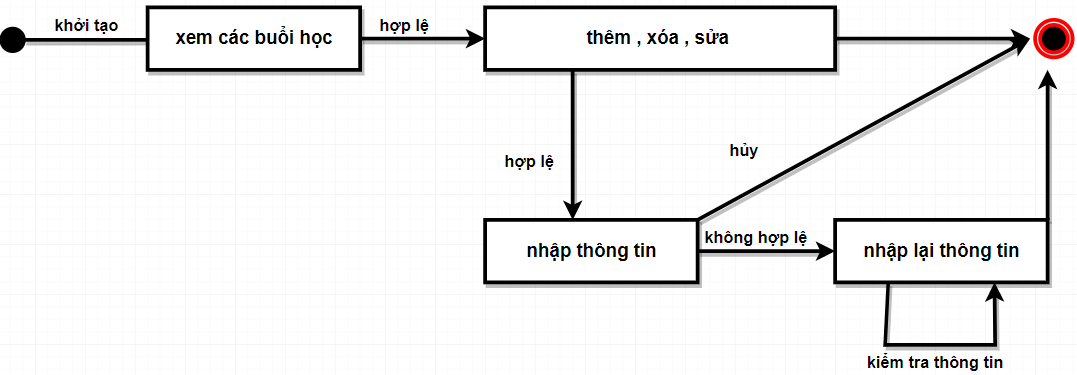 khởi tạo
xem các buổi học
hợp lệ
thêm , xóa , sửa
hợp lệ
hủy
nhập thông tin
không hợp lệ
nhập lại thông tin
kiểm tra thông tin